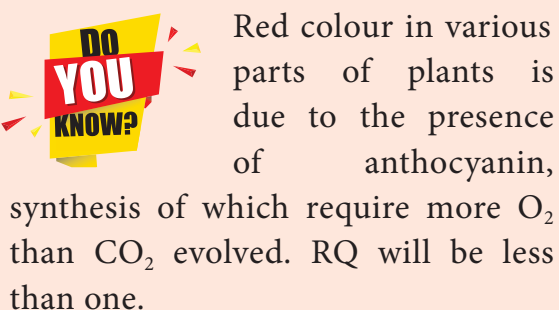 DO
YOU
KNOW?
Red colour in various
parts of plants is
due to the presence
of anthocyanin,
synthesis of which require more O₂
than CO₂ evolved. RQ will be less
than one.